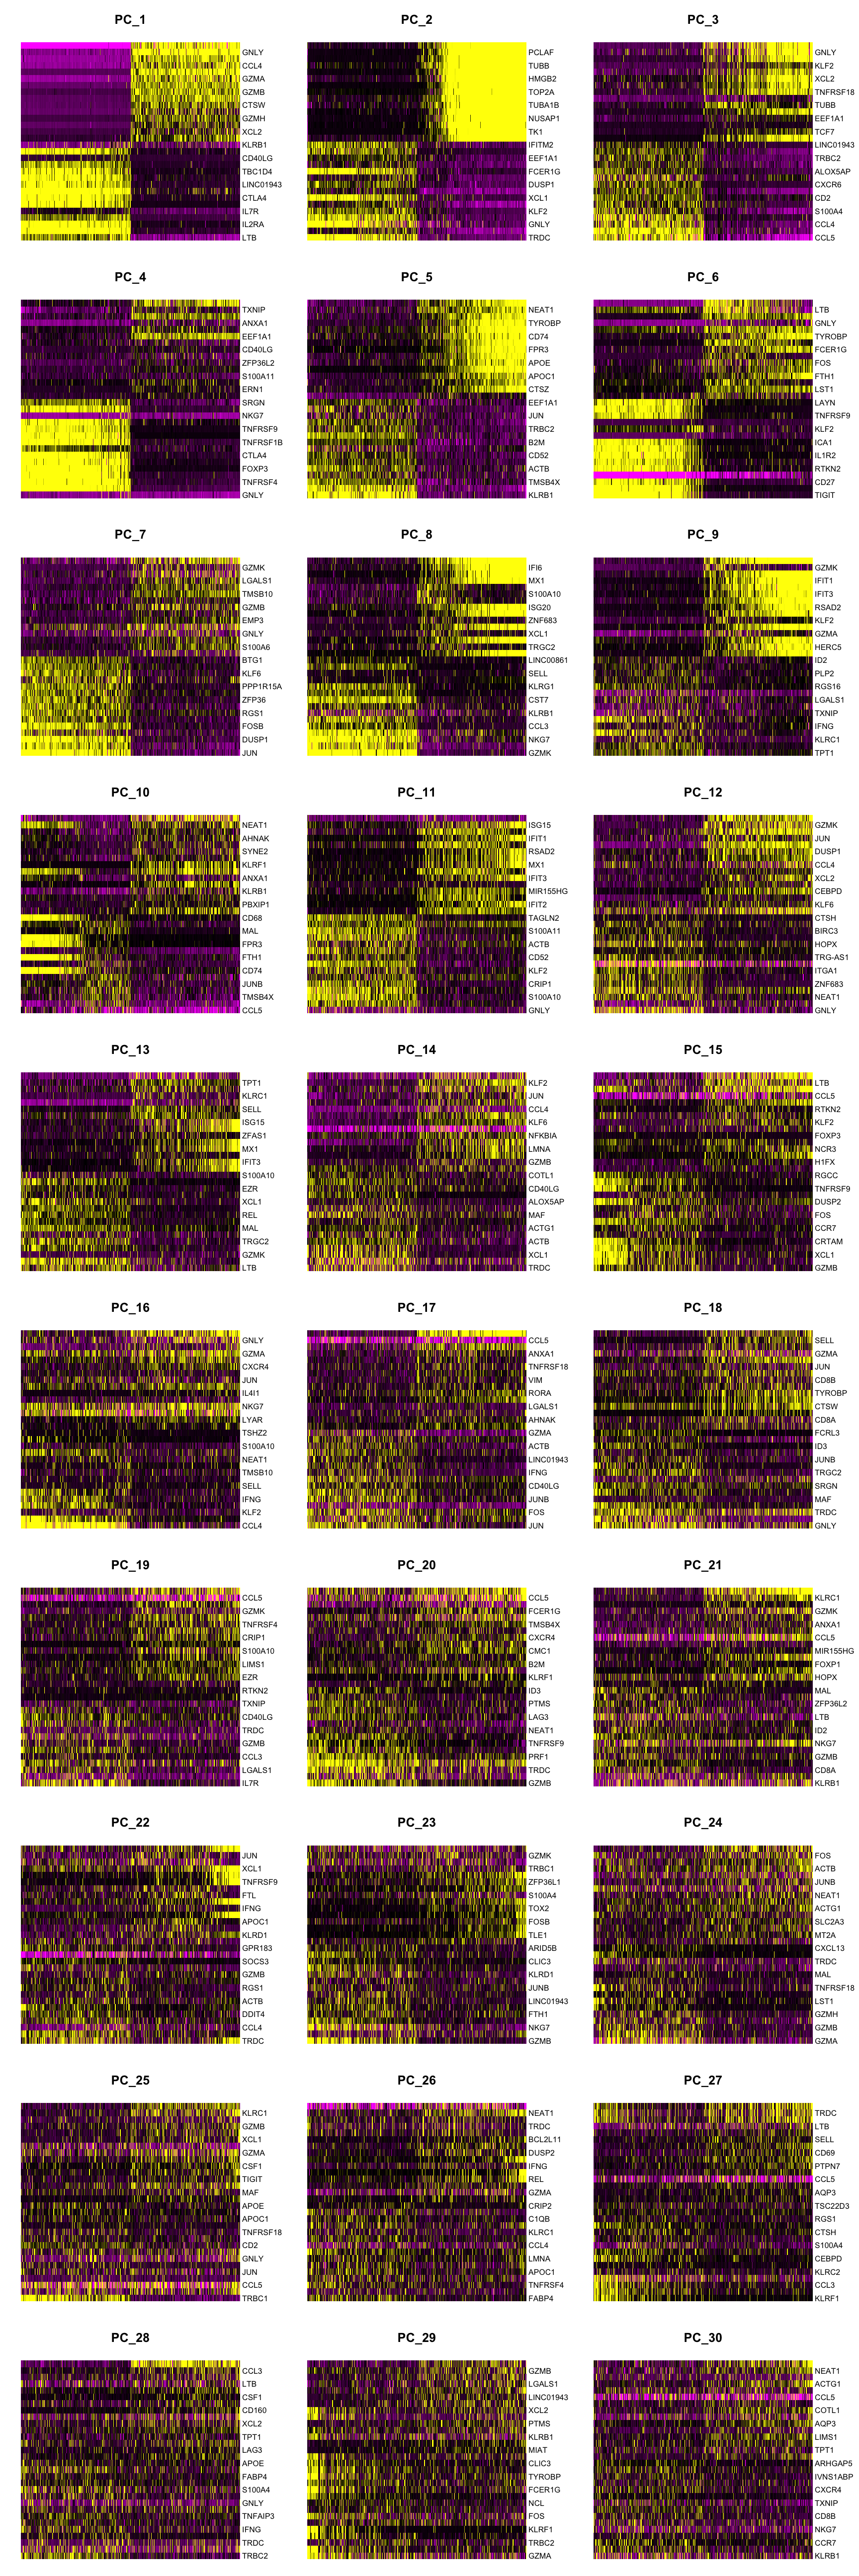 PC_1
GNLY
CCL4
GZMA
GZMB
CTSW
GZMH
XCL2
KLRB1
CD40LG
TBC1D4
LINC01943
CTLA4
IL7R
IL2RA
LTB
PC_2
PCLAF
TUBB
HMGB2
TOP2A
TUBA1B
NUSAP1
TK1
IFITM2
EEF1A1
FCER1G
DUSP1
XCL1
KLF2
GNLY
TRDC
PC_3
GNLY
KLF2
XCL2
TNFRSF18
TUBB
EEF1A1
TCF7
LINC01943
TRBC2
ALOX5AP
CXCR6
CD2
S100A4
CCL4
CCL5
PC_4
TXNIP
ANXA1
EEF1A1
CD40LG
ZFP36L2
S100A11
ERN1
SRGN
NKG7
TNFRSF9
TNFRSF1B
CTLA4
FOXP3
TNFRSF4
GNLY
PC_5
NEAT1
TYROBP
CD74
FPR3
APOE
APOC1
CTSZ
EEF1A1
JUN
TRBC2
B2M
CD52
ACTB
TMSB4X
KLRB1
PC_6
LTB
GNLY
TYROBP
FCER1G
FOS
FTH1
LST1
LAYN
TNFRSF9
KLF2
ICA1
IL1R2
RTKN2
CD27
TIGIT
PC_7
GZMK
LGALS1
TMSB10
GZMB
EMP3
GNLY
S100A6
BTG1
KLF6
PPP1R15A
ZFP36
RGS1
FOSB
DUSP1
JUN
PC_8
IFI6
MX1
S100A10
ISG20
ZNF683
XCL1
TRGC2
LINC00861
SELL
KLRG1
CST7
KLRB1
CCL3
NKG7
GZMK
PC_9
GZMK
IFIT1
IFIT3
RSAD2
KLF2
GZMA
HERC5
ID2
PLP2
RGS16
LGALS1
TXNIP
IFNG
KLRC1
TPT1
PC_10
NEAT1
AHNAK
SYNE2
KLRF1
ANXA1
KLRB1
PBXIP1
CD68
MAL
FPR3
FTH1
CD74
JUNB
TMSB4X
CCL5
PC_11
ISG15
IFIT1
RSAD2
MX1
IFIT3
MIR155HG
IFIT2
TAGLN2
S100A11
ACTB
CD52
KLF2
CRIP1
S100A10
GNLY
PC_12
GZMK
JUN
DUSP1
CCL4
XCL2
CEBPD
KLF6
CTSH
BIRC3
HOPX
TRG-AS1
ITGA1
ZNF683
NEAT1
GNLY
PC_13
TPT1
KLRC1
SELL
ISG15
ZFAS1
MX1
IFIT3
S100A10
EZR
XCL1
REL
MAL
TRGC2
GZMK
LTB
PC_14
KLF2
JUN
CCL4
KLF6
NFKBIA
LMNA
GZMB
COTL1
CD40LG
ALOX5AP
MAF
ACTG1
ACTB
XCL1
TRDC
PC_15
LTB
CCL5
RTKN2
KLF2
FOXP3
NCR3
H1FX
RGCC
TNFRSF9
DUSP2
FOS
CCR7
CRTAM
XCL1
GZMB
PC_16
GNLY
GZMA
CXCR4
JUN
IL4I1
NKG7
LYAR
TSHZ2
S100A10
NEAT1
TMSB10
SELL
IFNG
KLF2
CCL4
PC_17
CCL5
ANXA1
TNFRSF18
VIM
RORA
LGALS1
AHNAK
GZMA
ACTB
LINC01943
IFNG
CD40LG
JUNB
FOS
JUN
PC_18
SELL
GZMA
JUN
CD8B
TYROBP
CTSW
CD8A
FCRL3
ID3
JUNB
TRGC2
SRGN
MAF
TRDC
GNLY
PC_19
CCL5
GZMK
TNFRSF4
CRIP1
S100A10
LIMS1
EZR
RTKN2
TXNIP
CD40LG
TRDC
GZMB
CCL3
LGALS1
IL7R
PC_20
CCL5
FCER1G
TMSB4X
CXCR4
CMC1
B2M
KLRF1
ID3
PTMS
LAG3
NEAT1
TNFRSF9
PRF1
TRDC
GZMB
PC_21
KLRC1
GZMK
ANXA1
CCL5
MIR155HG
FOXP1
HOPX
MAL
ZFP36L2
LTB
ID2
NKG7
GZMB
CD8A
KLRB1
PC_22
JUN
XCL1
TNFRSF9
FTL
IFNG
APOC1
KLRD1
GPR183
SOCS3
GZMB
RGS1
ACTB
DDIT4
CCL4
TRDC
PC_23
GZMK
TRBC1
ZFP36L1
S100A4
TOX2
FOSB
TLE1
ARID5B
CLIC3
KLRD1
JUNB
LINC01943
FTH1
NKG7
GZMB
PC_24
FOS
ACTB
JUNB
NEAT1
ACTG1
SLC2A3
MT2A
CXCL13
TRDC
MAL
TNFRSF18
LST1
GZMH
GZMB
GZMA
PC_25
KLRC1
GZMB
XCL1
GZMA
CSF1
TIGIT
MAF
APOE
APOC1
TNFRSF18
CD2
GNLY
JUN
CCL5
TRBC1
PC_26
NEAT1
TRDC
BCL2L11
DUSP2
IFNG
REL
GZMA
CRIP2
C1QB
KLRC1
CCL4
LMNA
APOC1
TNFRSF4
FABP4
PC_27
TRDC
LTB
SELL
CD69
PTPN7
CCL5
AQP3
TSC22D3
RGS1
CTSH
S100A4
CEBPD
KLRC2
CCL3
KLRF1
PC_28
CCL3
LTB
CSF1
CD160
XCL2
TPT1
LAG3
APOE
FABP4
S100A4
GNLY
TNFAIP3
IFNG
TRDC
TRBC2
PC_29
GZMB
LGALS1
LINC01943
XCL2
PTMS
KLRB1
MIAT
CLIC3
TYROBP
FCER1G
NCL
FOS
KLRF1
TRBC2
GZMA
PC_30
NEAT1
ACTG1
CCL5
COTL1
AQP3
LIMS1
TPT1
ARHGAP5
IVNS1ABP
CXCR4
TXNIP
CD8B
NKG7
CCR7
KLRB1